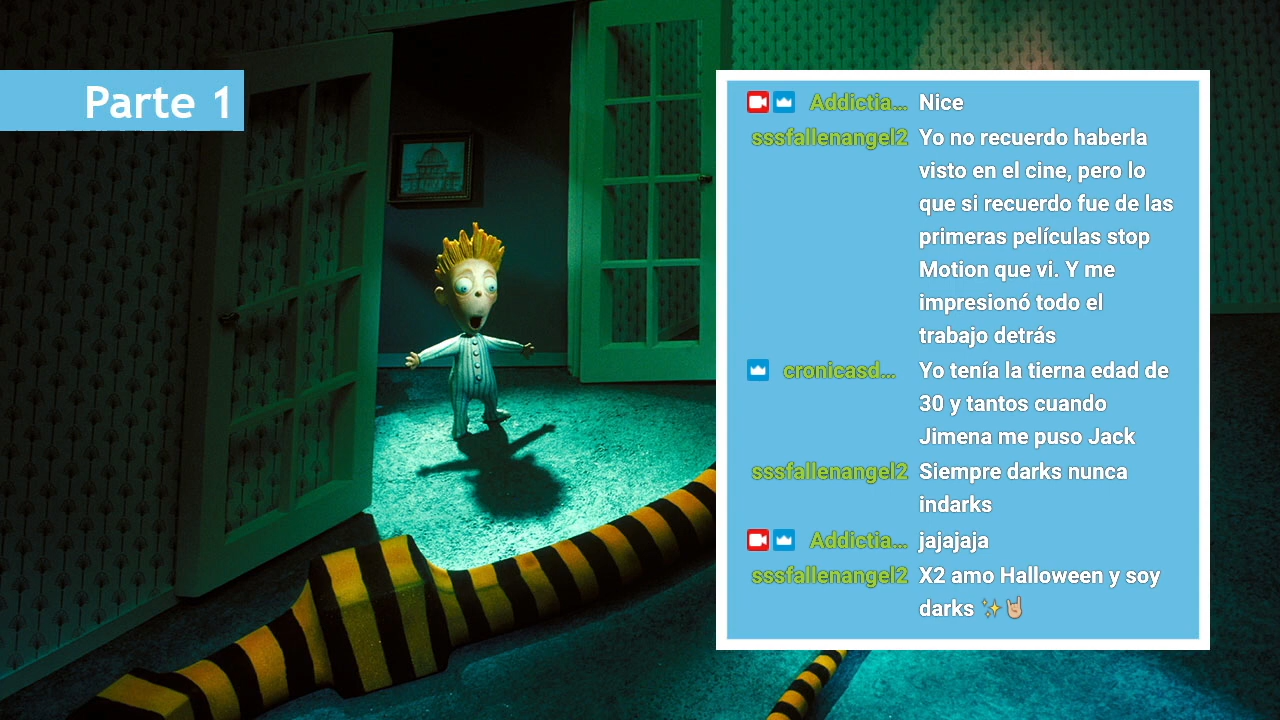 Parte 1
Addictia... Nice
sssfallenangel2 Yo no recuerdo haberla
visto en el cine, pero lo
que si recuerdo fue de las
primeras películas stop
Motion que vi. Y me
impresionó todo el
trabajo detrás
cronicasd... Yo tenía la tierna edad de
30 y tantos cuando
Jimena me puso Jack
sssfallenangel2 Siempre darks nunca
indarks
Addictia... jajajaja
sssfallenangel2 X2 amo Halloween y soy
darks ✨🤘🏼